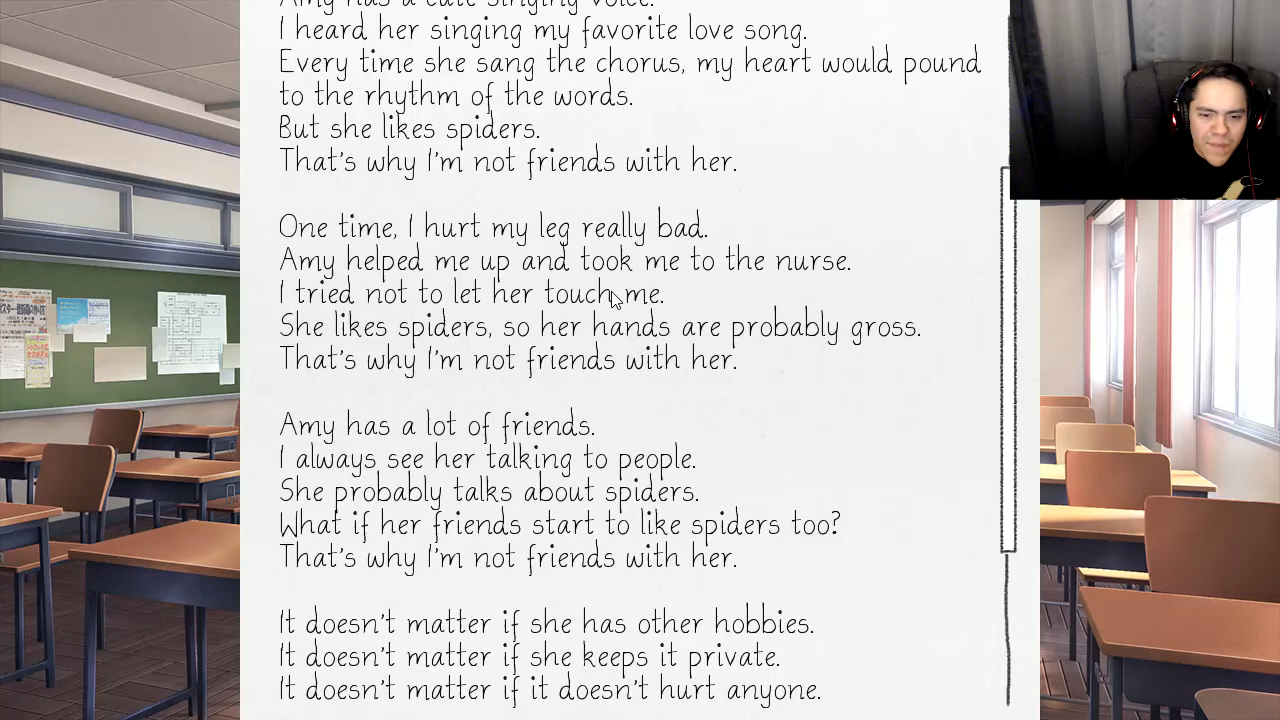 Amy has a cute singing voice.
I heard her singing my favorite love song.
Every time she sang the chorus, my heart would pound
to the rhythm of the words.
But she likes spiders.
That's why I'm not friends with her.
One time, I hurt my leg really bad.
Amy helped me up and took me to the nurse.
I tried not to let her touch me.
She likes spiders, so her hands are probably gross.
That's why I'm not friends with her.
Amy has a lot of friends.
I always see her talking to people.
She probably talks about spiders.
What if her friends start to like spiders too?
That's why I'm not friends with her.
It doesn't matter if she has other hobbies.
It doesn't matter if she keeps it private.
It doesn't matter if it doesn't hurt anyone.